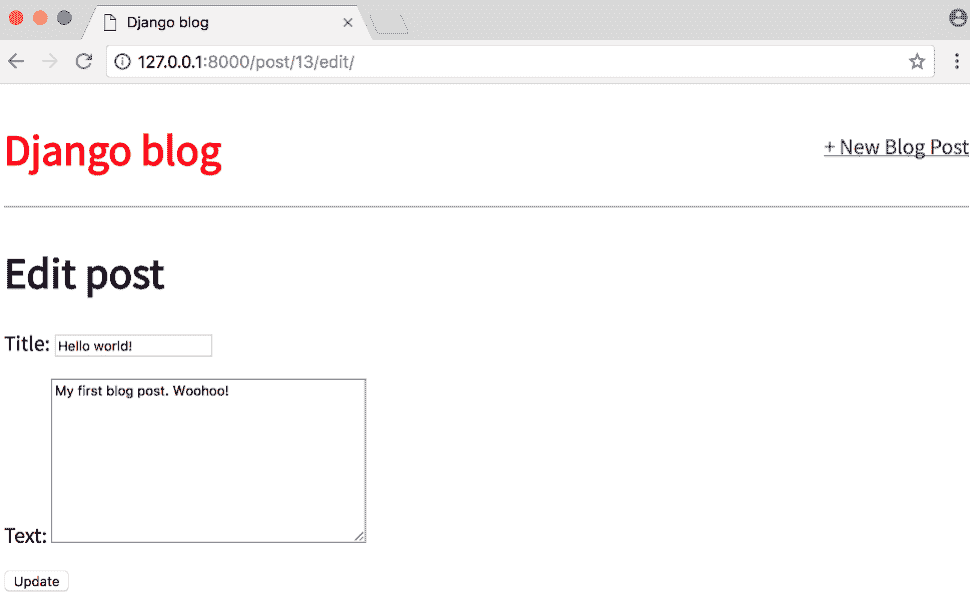 Django blog
127.0.0.1:8000/post/13/edit/
Django blog
+ New Blog Post
Edit post
Title: Hello world!
My first blog post. Woohoo!
Text:
Update